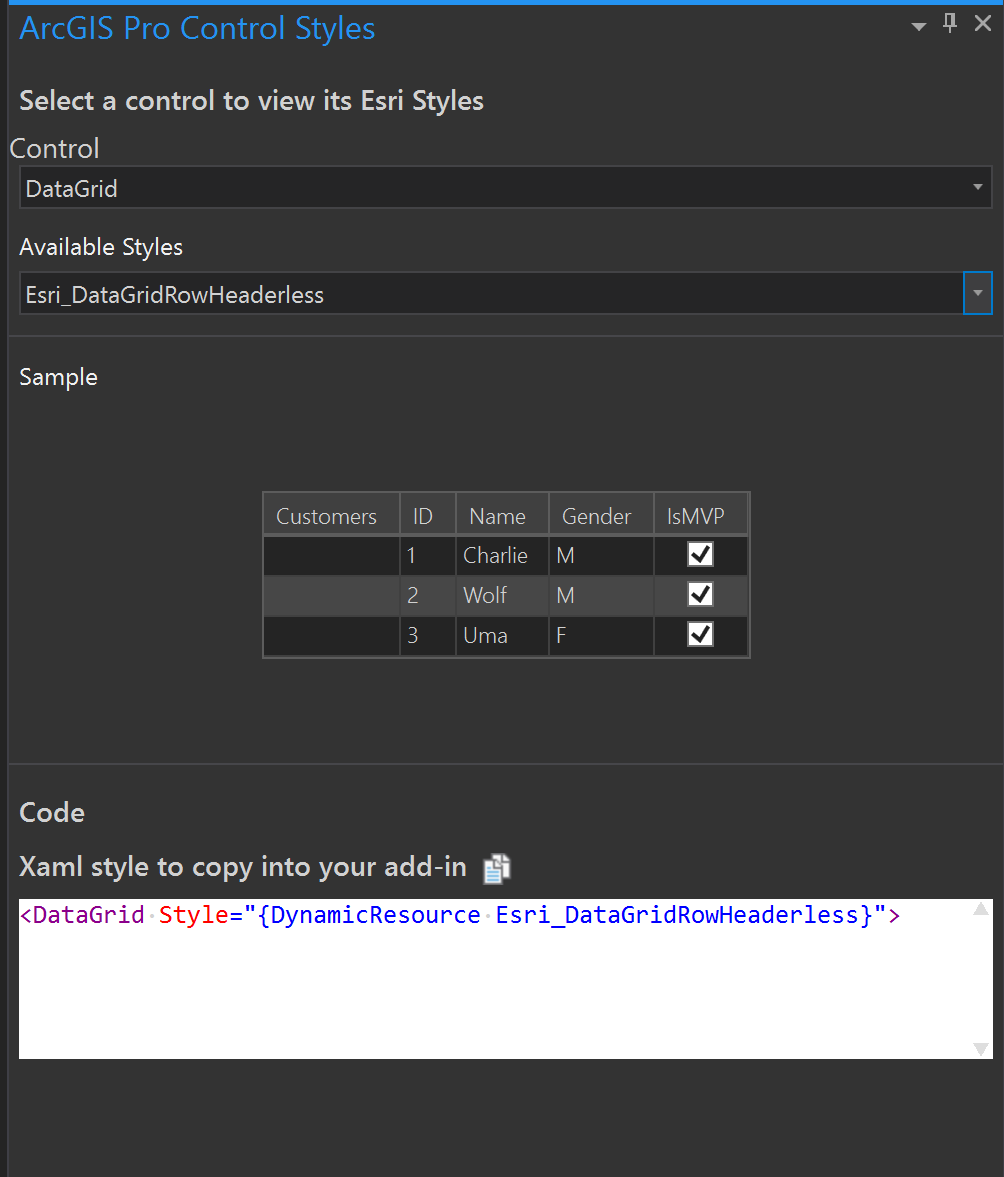 ArcGIS Pro Control Styles
Select a control to view its Esri Styles
Control
DataGrid
Available Styles
Esri_DataGridRowHeaderless
Sample
Customers ID Name Gender IsMVP
1 Charlie M
2 Wolf M
3 Uma F
Code
Xaml style to copy into your add-in
<DataGrid Style="{DynamicResource Esri_DataGridRowHeaderless}">